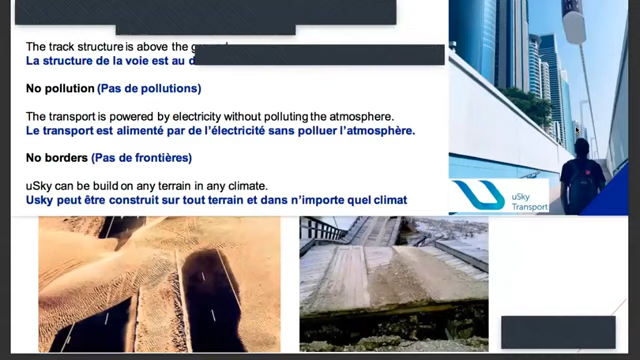 The track structure is above the
La structure de la voie est au
No pollution (Pas de pollutions)
The transport is powered by electricity without polluting the atmosphere.
Le transport est alimenté par de l'électricité sans polluer l'atmosphère.
No borders (Pas de frontières)
uSky can be build on any terrain in any climate.
Usky peut être construit sur tout terrain et dans n'importe quel climat
uSky
Transport